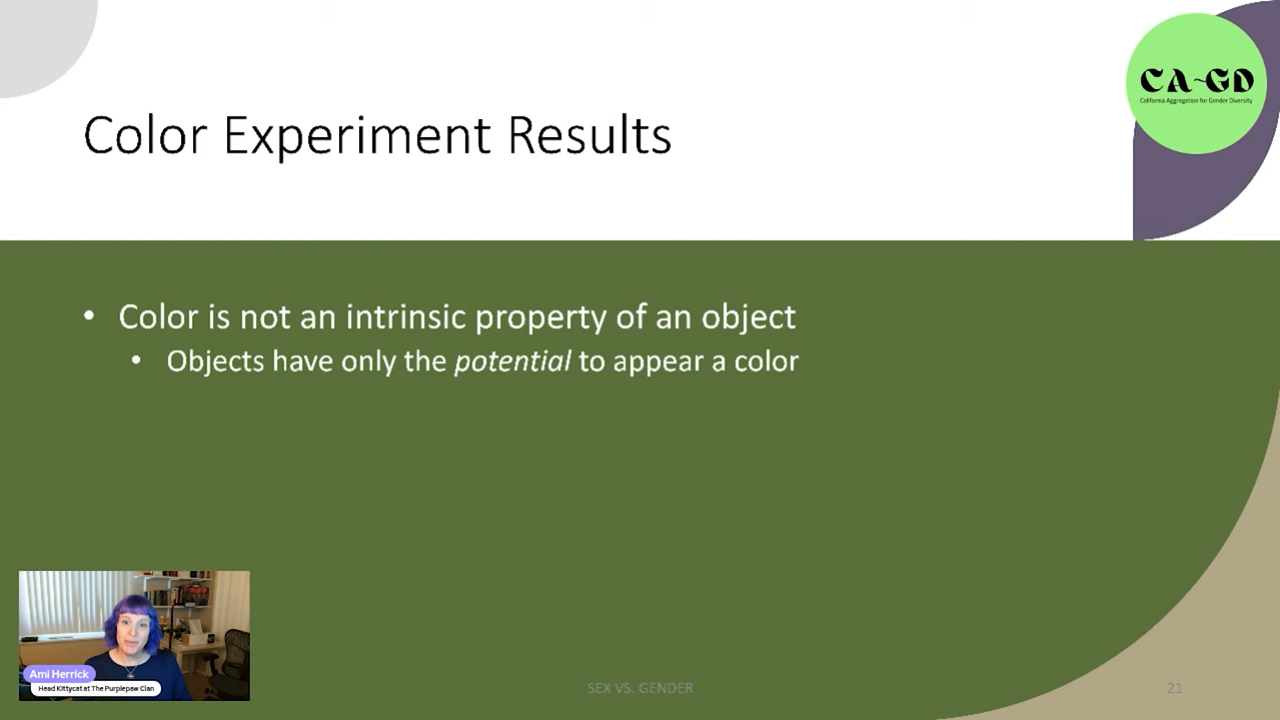 CA~GD
California Aggregation for Gender Diversity
Color Experiment Results
• Color is not an intrinsic property of an object
• Objects have only the potential to appear a color
Ami Herrick
Head Kittycat at The Purplepaw Clan
SEX VS. GENDER
21